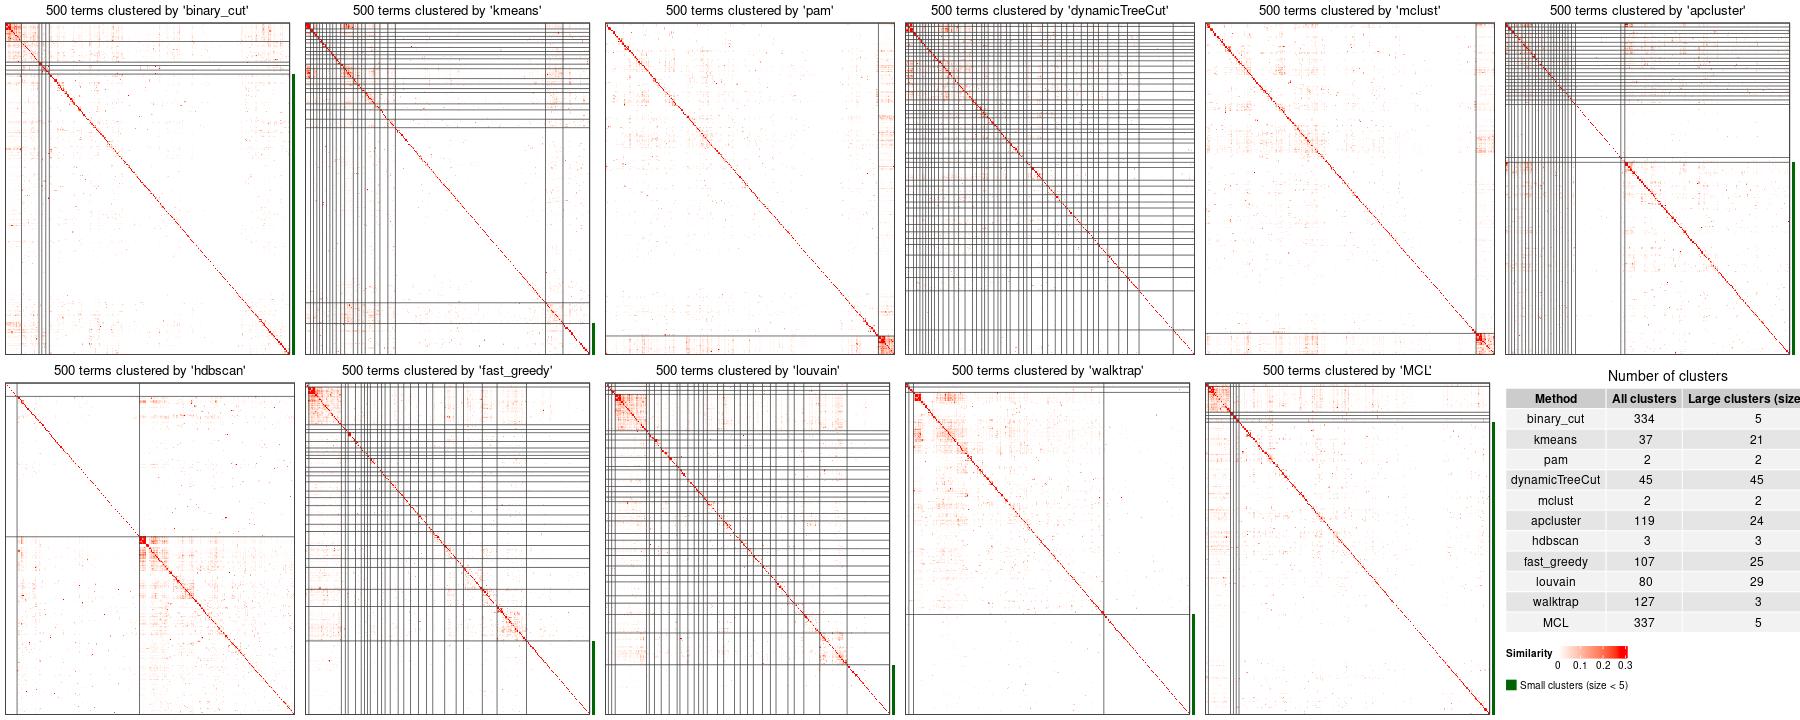 500 terms clustered by 'binary_cut'
500 terms clustered by 'kmeans'
500 terms clustered by 'pam'
500 terms clustered by 'dynamicTreeCut'
500 terms clustered by 'mclust'
500 terms clustered by 'apcluster'
500 terms clustered by 'hdbscan'
500 terms clustered by 'fast_greedy'
500 terms clustered by 'louvain'
500 terms clustered by 'walktrap'
500 terms clustered by 'MCL'
Number of clusters
Method All clusters Large clusters (size
binary_cut 334 5
kmeans 37 21
pam 2 2
dynamicTreeCut 45 45
mclust 2 2
apcluster 119 24
hdbscan 3 3
fast_greedy 107 25
louvain 80 29
walktrap 127 3
MCL 337 5
Similarity
0 0.1 0.2 0.3
Small clusters (size < 5)